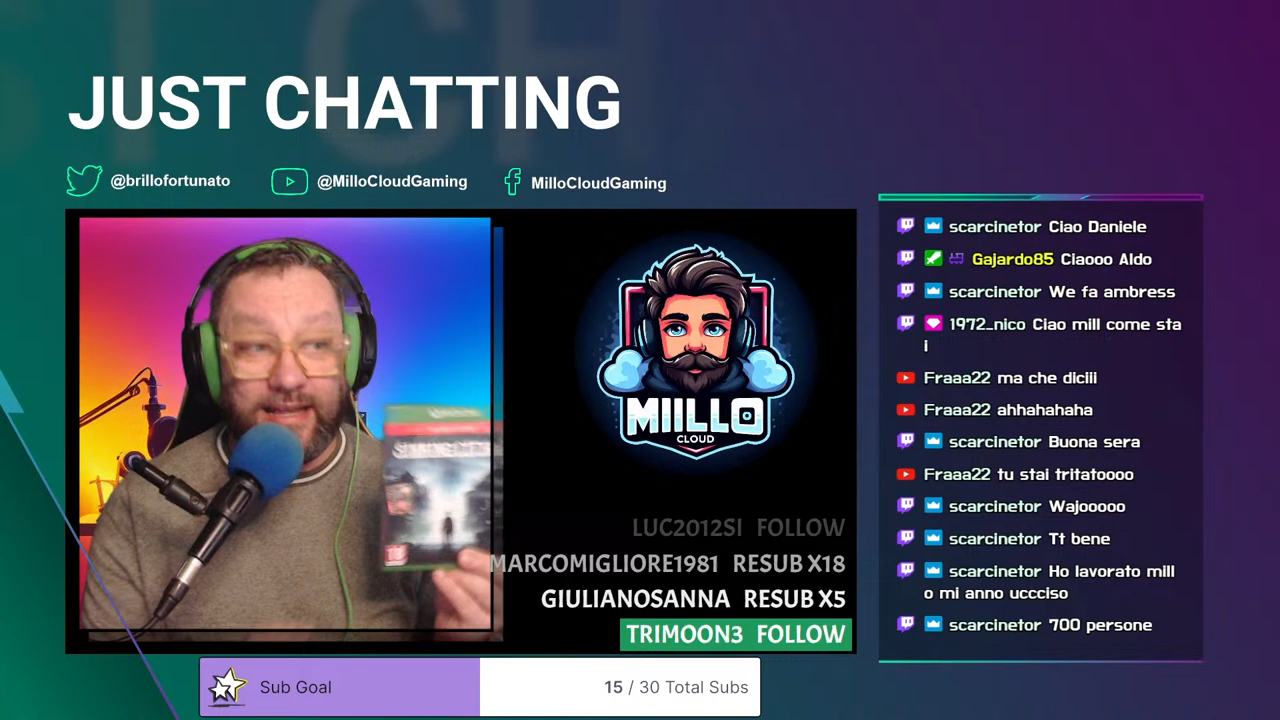 JUST CHATTING
@brillofortunato
@MilloCloudGaming
MilloCloudGaming
MIILLO
CLOUD
18
LUC2012SI FOLLOW
MARCOMIGLIORE1981 RESUB X18
GIULIANOSANNA RESUB X5
TRIMOON3 FOLLOW
Sub Goal
15 / 30 Total Subs
scarcinetor Ciao Daniele
Gajardo85 Ciaooo Aldo
scarcinetor We fa ambress
1972_nico Ciao mill come sta
i
Fraaa22 ma che diciii
Fraaa22 ahhahahaha
scarcinetor Buona sera
Fraaa22 tu stai tritatoooo
scarcinetor Wajooooo
scarcinetor Tt bene
scarcinetor Ho lavorato mill
o mi anno uccciso
scarcinetor 700 persone